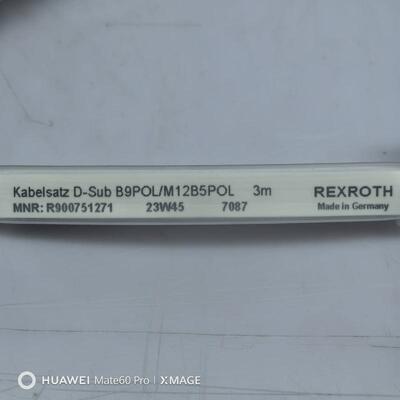 Kabelsatz D-Sub B9POL/M12B5POL 3m REXROTH
MNR: R900751271 23W45 7087 Made in Germany
HUAWEI Mate60 Pro | XMAGE